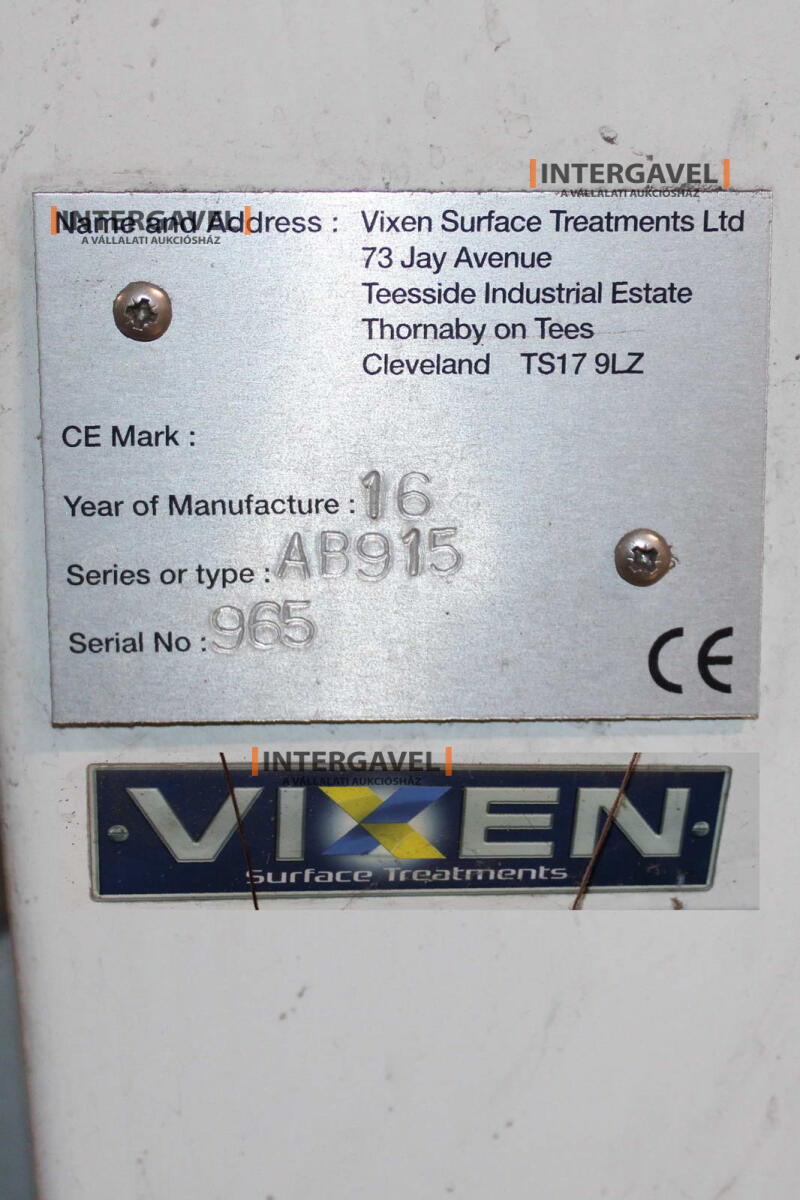 INTERGAVEL
A VÁLLALATI AUKCIÓSHÁZ
INTERGAVEL
A VÁLLALATI AUKCIÓSHÁZ
Name and Address : Vixen Surface Treatments Ltd
73 Jay Avenue
Teesside Industrial Estate
Thornaby on Tees
Cleveland TS17 9LZ
CE Mark :
Year of Manufacture : 16
Series or type : AB915
Serial No : 965
CE
INTERGAVEL
A VÁLLALATI AUKCIÓSHÁZ
VIXEN
Surface Treatments